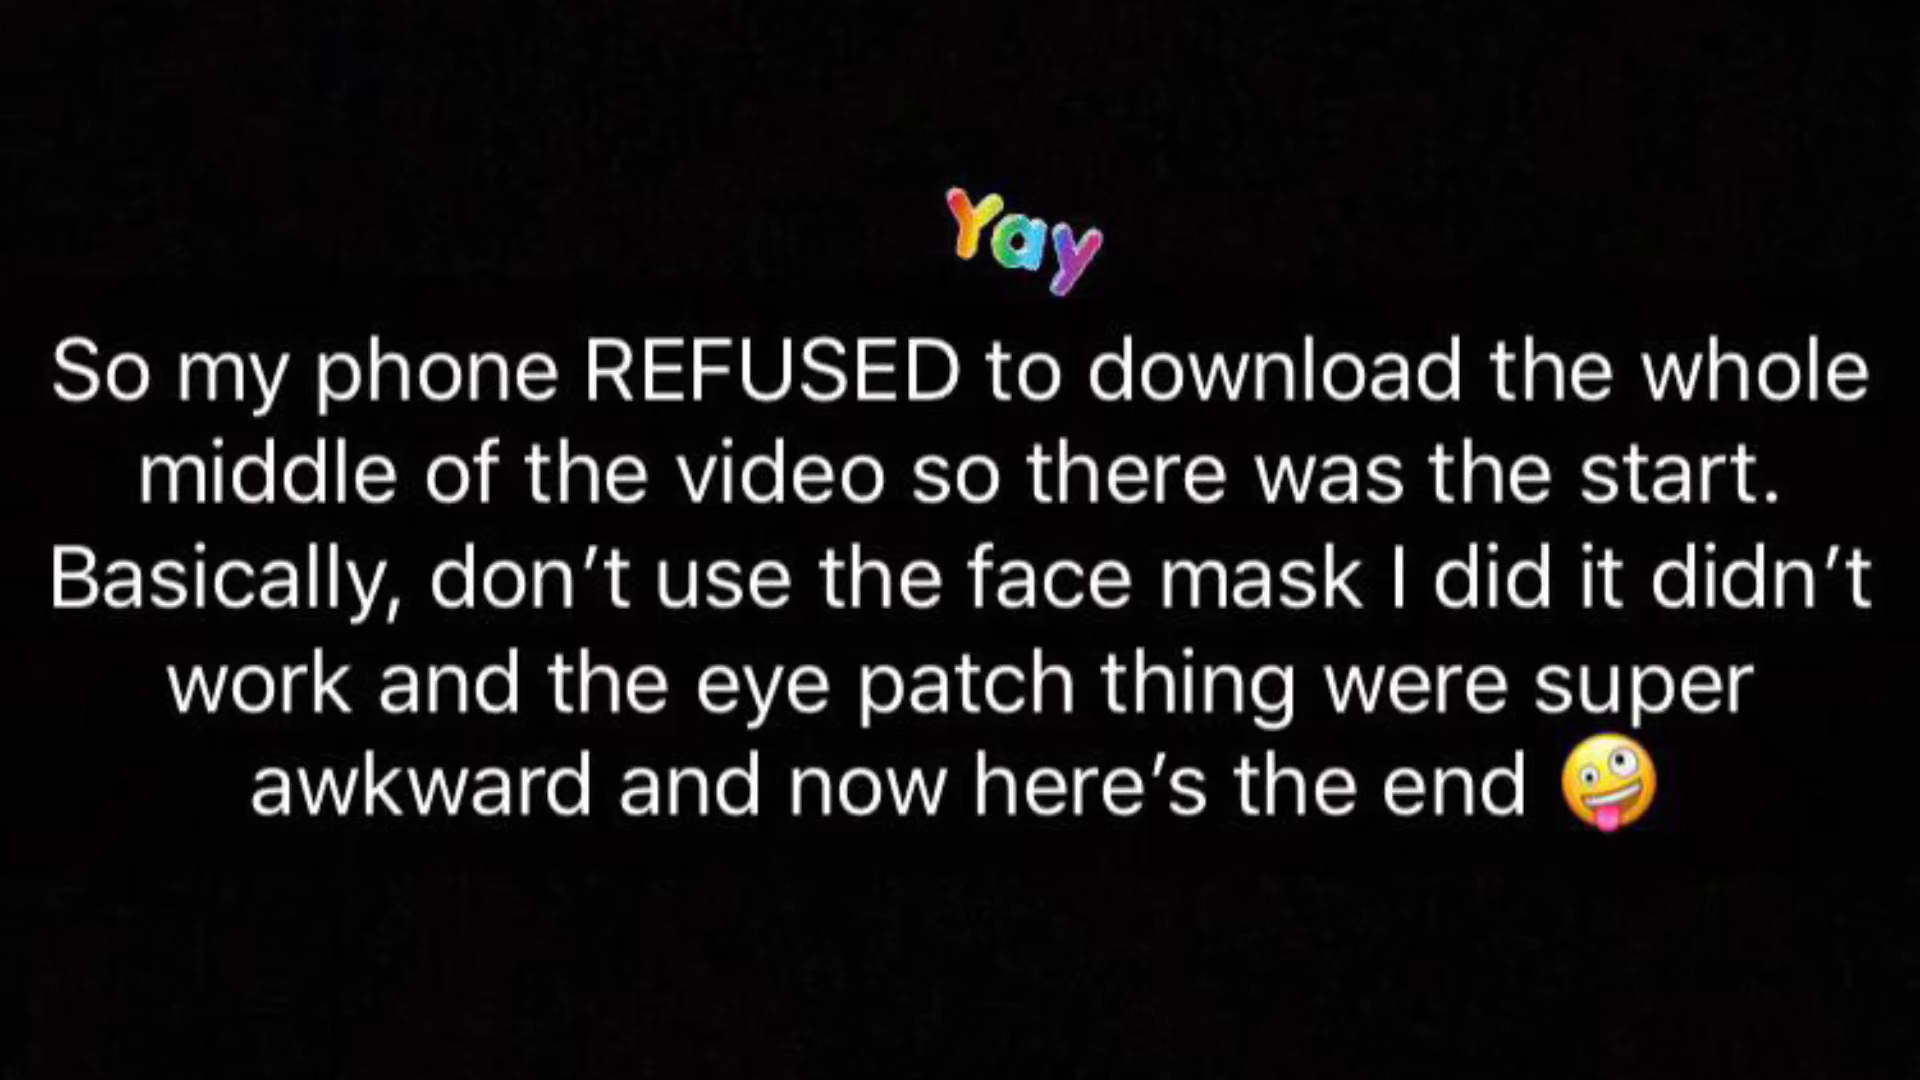 Yay
So my phone REFUSED to download the whole
middle of the video so there was the start.
Basically, don’t use the face mask I did it didn’t
work and the eye patch thing were super
awkward and now here’s the end 🤪